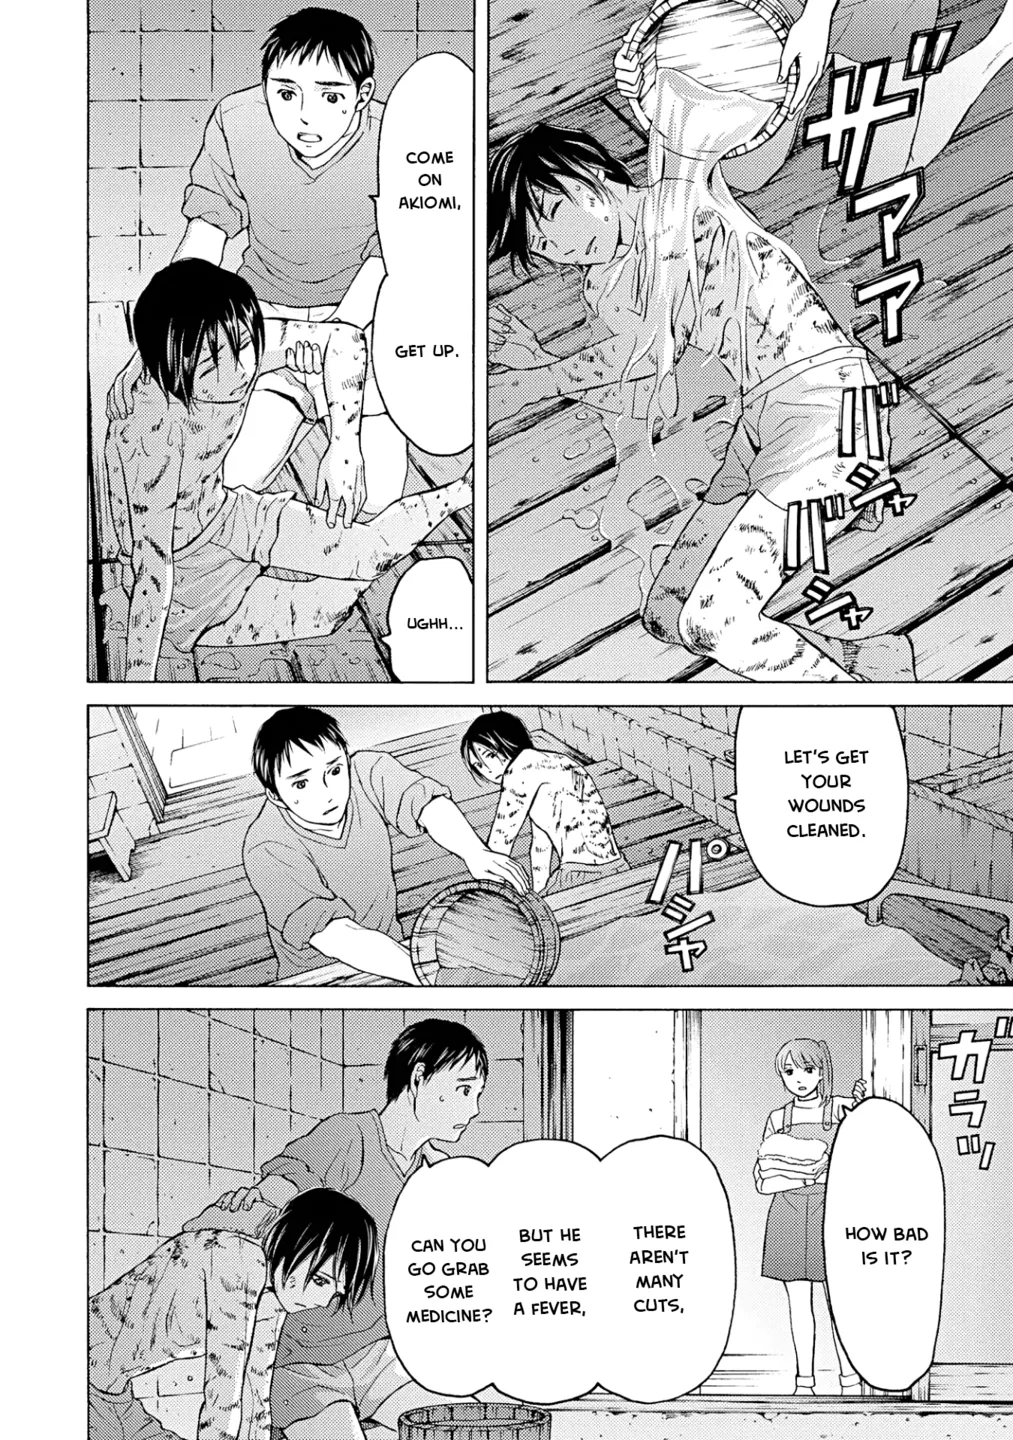 ザァァァ
バシャ
バシャ
COME
ON
AKIOMI,
GET UP.
UGHH...
LET'S GET
YOUR
WOUNDS
CLEANED.
パシャ
ガラッ
HOW BAD
IS IT?
THERE
AREN'T
MANY
CUTS,
BUT HE
SEEMS
TO HAVE
A FEVER,
CAN YOU
GO GRAB
SOME
MEDICINE?